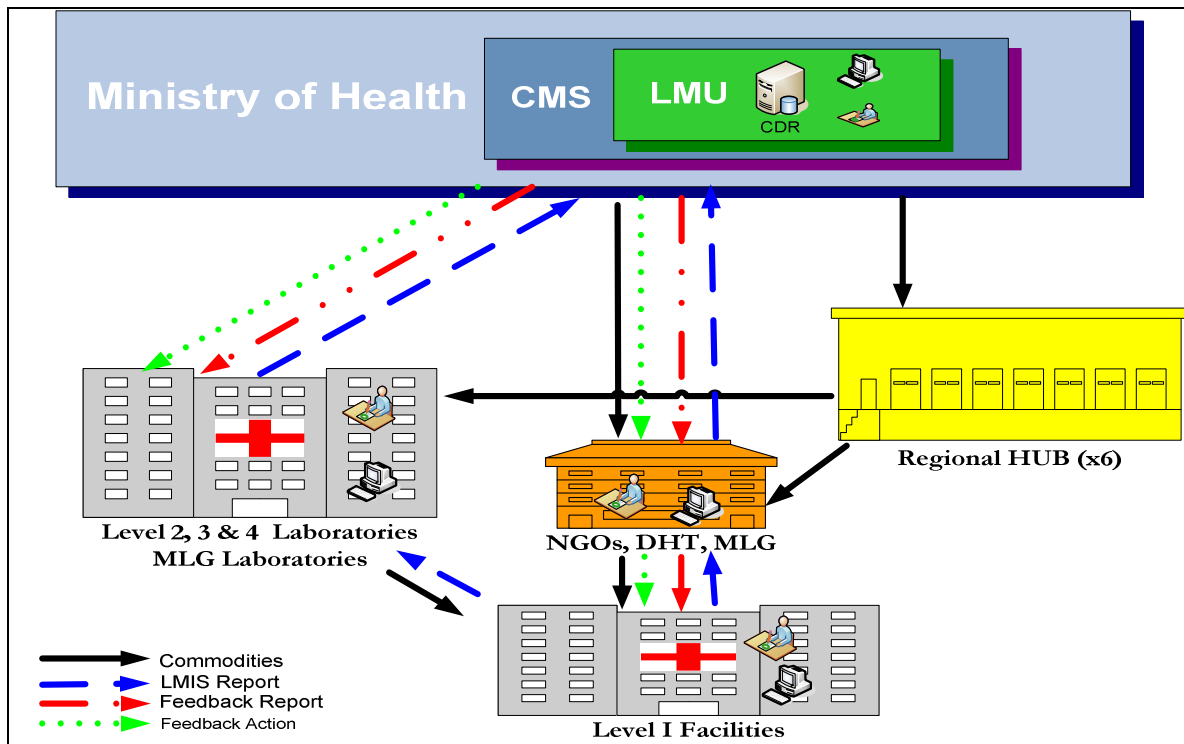 Ministry of Health
CMS
LMU
CDR
Regional HUB (x6)
Level 2, 3 & 4 Laboratories
MLG Laboratories
NGOs, DHT, MLG
Level I Facilities
Commodities
LMIS Report
Feedback Report
Feedback Action